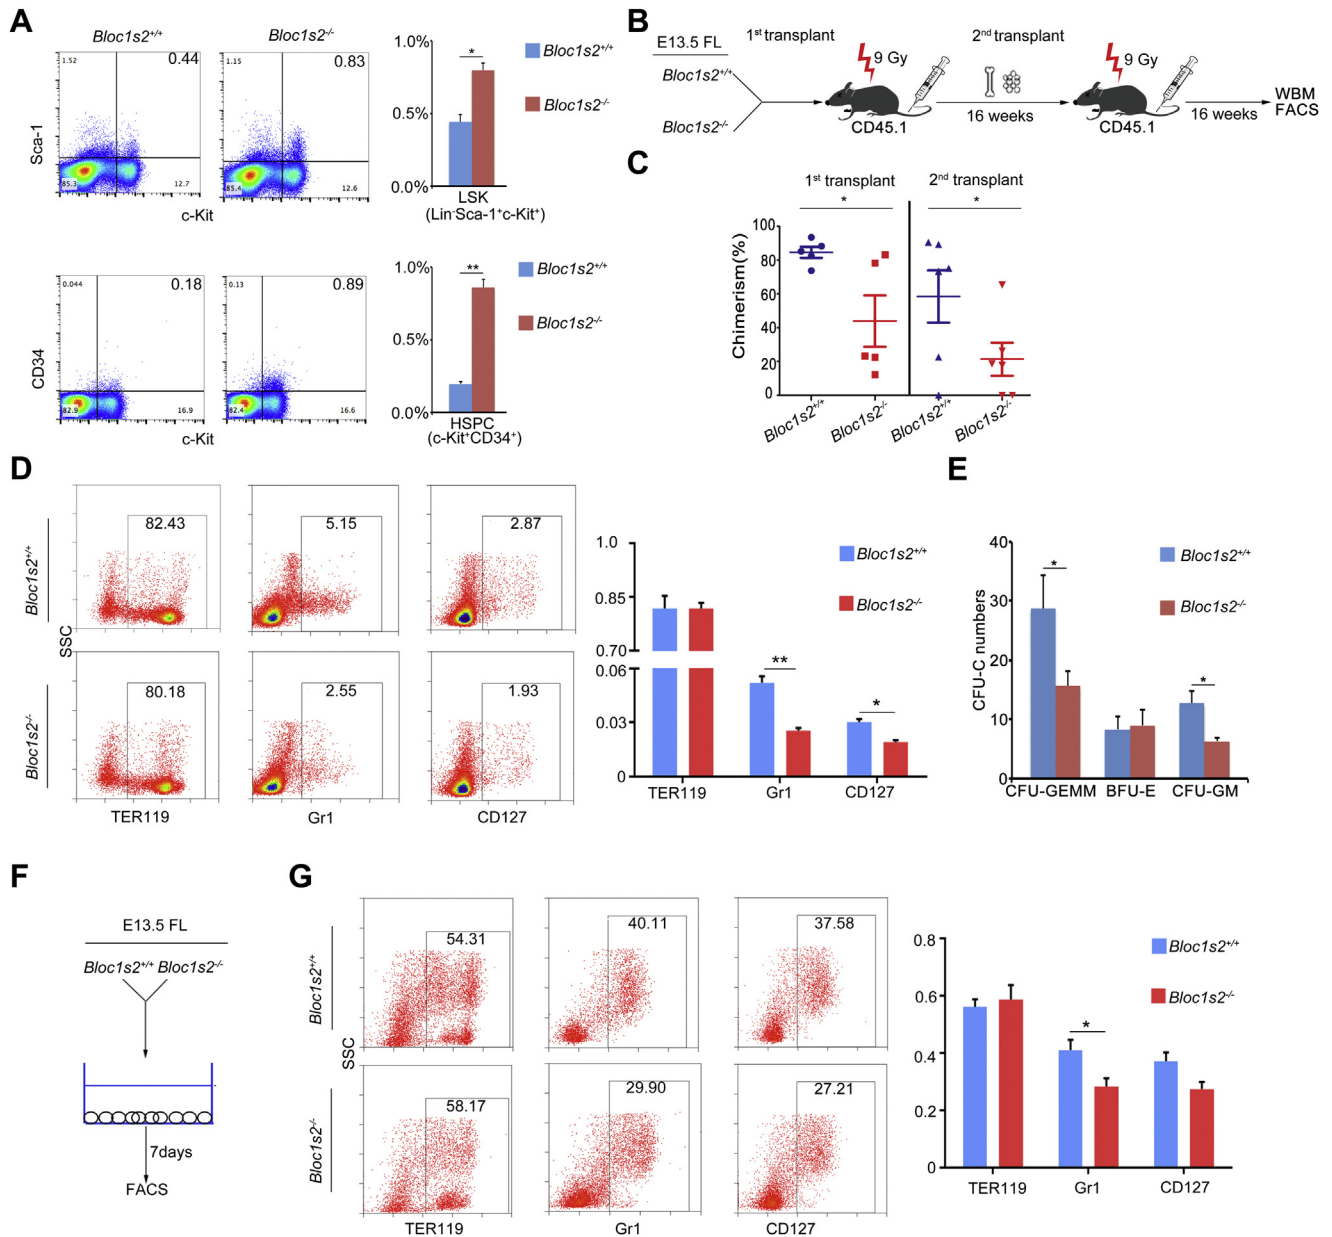 A
Bloc1s2+/+
Bloc1s2-/-
1.52
0.44
1.15
0.83
85.3
12.7
85.4
12.6
Sca-1
c-Kit
1.0%
0.5%
0.0%
*
Bloc1s2+/+
Bloc1s2-/-
LSK
(Lin-Sca-1+c-Kit+)
0.044
0.18
0.13
0.89
82.9
16.9
82.4
16.6
CD34
c-Kit
1.0%
0.5%
0.0%
**
Bloc1s2+/+
Bloc1s2-/-
HSPC
(c-Kit+CD34+)
B
E13.5 FL
1st transplant
2nd transplant
Bloc1s2+/+
Bloc1s2-/-
9 Gy
9 Gy
CD45.1
16 weeks
CD45.1
16 weeks
WBM
FACS
C
1st transplant
2nd transplant
*
*
Chimerism(%)
100
80
60
40
20
0
Bloc1s2+/+
Bloc1s2-/-
Bloc1s2+/+
Bloc1s2-/-
D
Bloc1s2+/+
82.43
5.15
2.87
SSC
Bloc1s2-/-
80.18
2.55
1.93
TER119
Gr1
CD127
1.0
0.85
0.70
0.06
0.03
0
**
*
Bloc1s2+/+
Bloc1s2-/-
TER119
Gr1
CD127
E
CFU-C numbers
40
30
20
10
0
*
*
Bloc1s2+/+
Bloc1s2-/-
CFU-GEMM
BFU-E
CFU-GM
F
E13.5 FL
Bloc1s2+/+ Bloc1s2-/-
7days
FACS
G
Bloc1s2+/+
54.31
40.11
37.58
SSC
Bloc1s2-/-
58.17
29.90
27.21
TER119
Gr1
CD127
0.8
0.6
0.4
0.2
0
*
Bloc1s2+/+
Bloc1s2-/-
TER119
Gr1
CD127